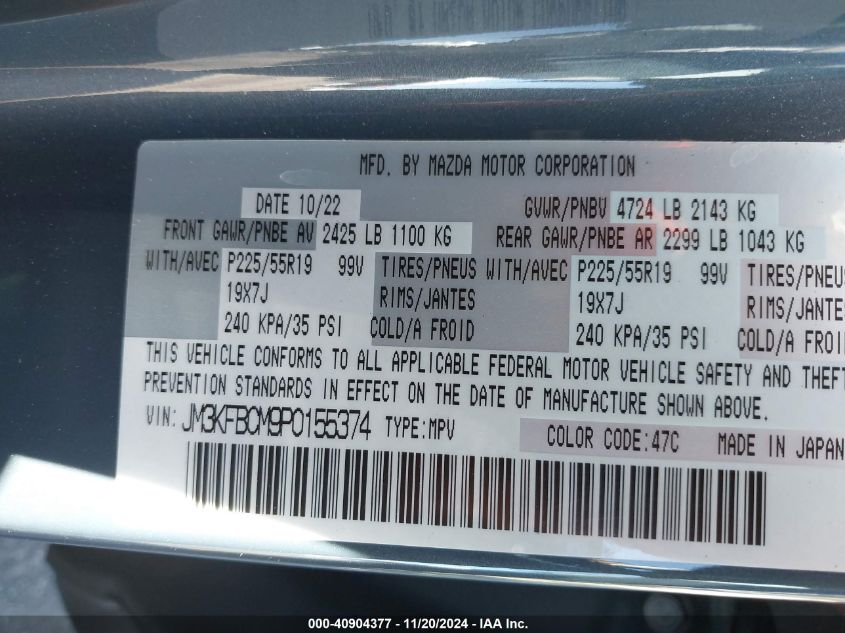 MFD. BY MAZDA MOTOR CORPORATION
DATE 10/22 GVWR/PNBV 4724 LB 2143 KG
FRONT GAWR/PNBE AV 2425 LB 1100 KG REAR GAWR/PNBE AR 2299 LB 1043 KG
WITH/AVEC P225/55R19 99V TIRES/PNEUS WITH/AVEC P225/55R19 99V TIRES/PNEUS
19X7J RIMS/JANTES 19X7J RIMS/JANTES
240 KPA/35 PSI COLD/A FROID 240 KPA/35 PSI COLD/A FROID
THIS VEHICLE CONFORMS TO ALL APPLICABLE FEDERAL MOTOR VEHICLE SAFETY AND THEFT
PREVENTION STANDARDS IN EFFECT ON THE DATE OF MANUFACTURE SHOWN ABOVE.
VIN: JM3KFBCM9P0155374 TYPE:MPV COLOR CODE:47C MADE IN JAPAN
000-40904377 - 11/20/2024 - IAA Inc.